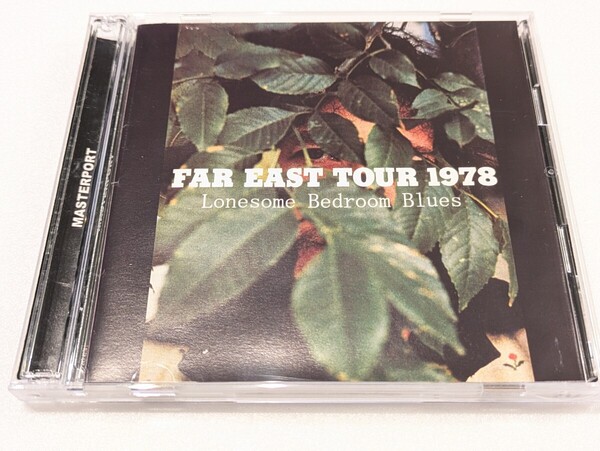 MASTERPORT
FAR EAST TOUR 1978
Lonesome Bedroom Blues